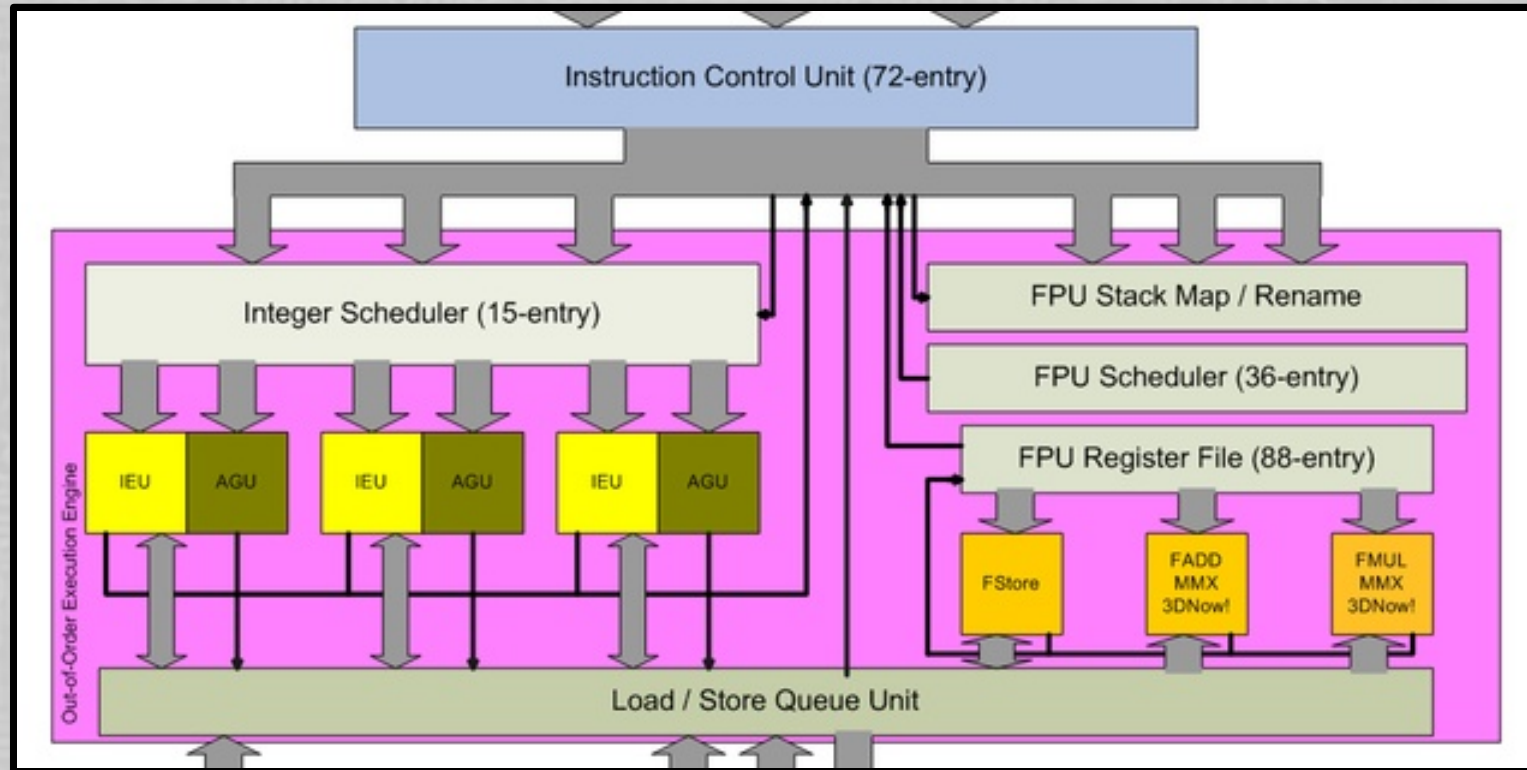 Instruction Control Unit (72-entry)
Out-of-Order Execution Engine
Integer Scheduler (15-entry)
FPU Stack Map / Rename
FPU Scheduler (36-entry)
FPU Register File (88-entry)
IEU
AGU
IEU
AGU
IEU
AGU
FStore
FADD
MMX
3DNow!
FMUL
MMX
3DNow!
Load / Store Queue Unit